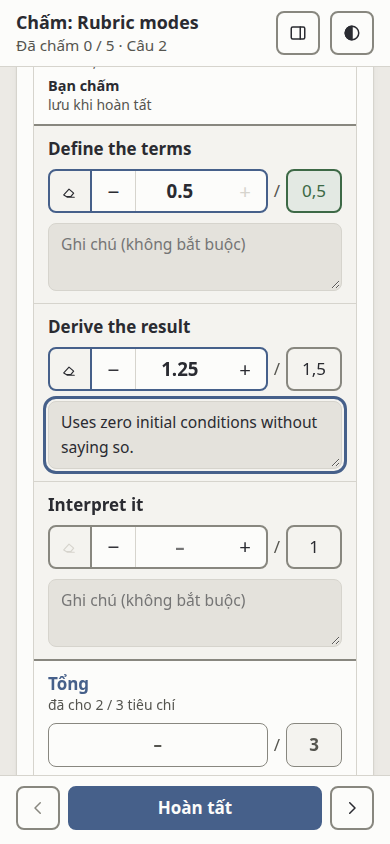 Chấm: Rubric modes
Đã chấm 0 / 5 · Câu 2
Bạn chấm
lưu khi hoàn tất
Define the terms
− 0.5 + / 0,5
Ghi chú (không bắt buộc)
Derive the result
− 1.25 + / 1,5
Uses zero initial conditions without
saying so.
Interpret it
− – + / 1
Ghi chú (không bắt buộc)
Tổng
đã cho 2 / 3 tiêu chí
– / 3
Hoàn tất